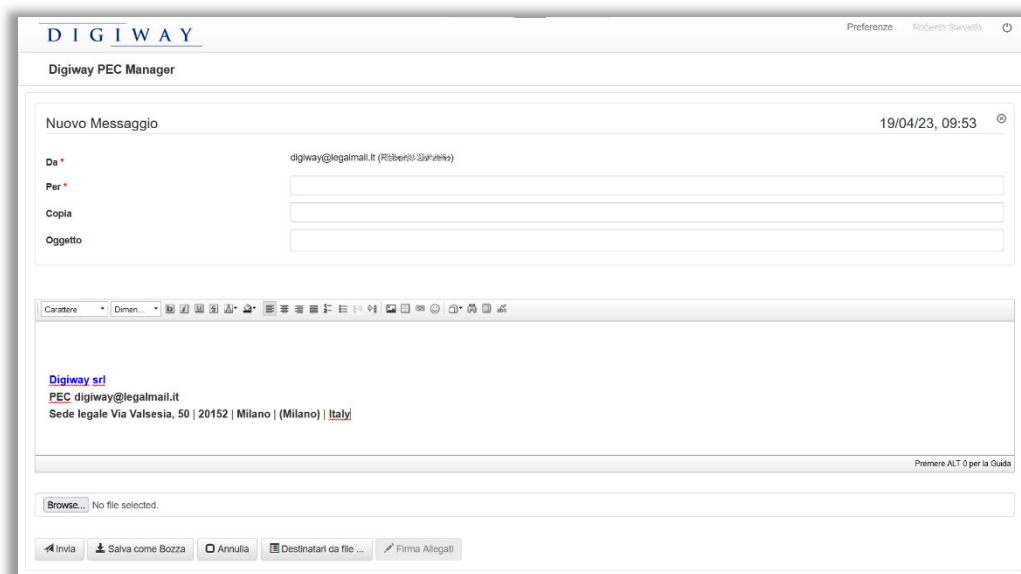 DIGIWAY
Preferenze
Digiway PEC Manager
Nuovo Messaggio 19/04/23, 09:53
Da * digiway@legalmail.it
Per *
Copia
Oggetto
Carattere Dimen...
Digiway srl
PEC digiway@legalmail.it
Sede legale Via Valsesia, 50 | 20152 | Milano | (Milano) | Italy
Premere ALT 0 per la Guida
Browse... No file selected.
Invia Salva come Bozza Annulla Destinatari da file ... Firma Allegati